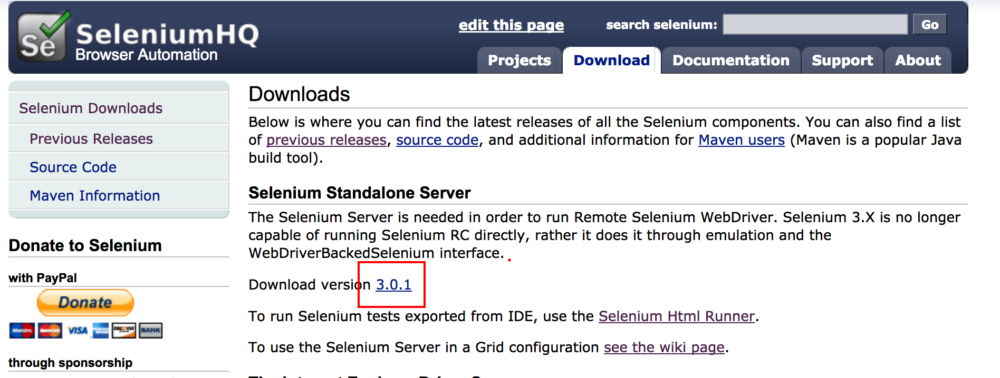 Se
SeleniumHQ
Browser Automation
edit this page
search selenium:
Go
Projects
Download
Documentation
Support
About
Selenium Downloads
Previous Releases
Source Code
Maven Information
Donate to Selenium
with PayPal
Donate
Maestro MasterCard VISA DISCOVER BANK
through sponsorship
Downloads
Below is where you can find the latest releases of all the Selenium components. You can also find a list
of previous releases, source code, and additional information for Maven users (Maven is a popular Java
build tool).
Selenium Standalone Server
The Selenium Server is needed in order to run Remote Selenium WebDriver. Selenium 3.X is no longer
capable of running Selenium RC directly, rather it does it through emulation and the
WebDriverBackedSelenium interface.
Download version 3.0.1
To run Selenium tests exported from IDE, use the Selenium Html Runner.
To use the Selenium Server in a Grid configuration see the wiki page.